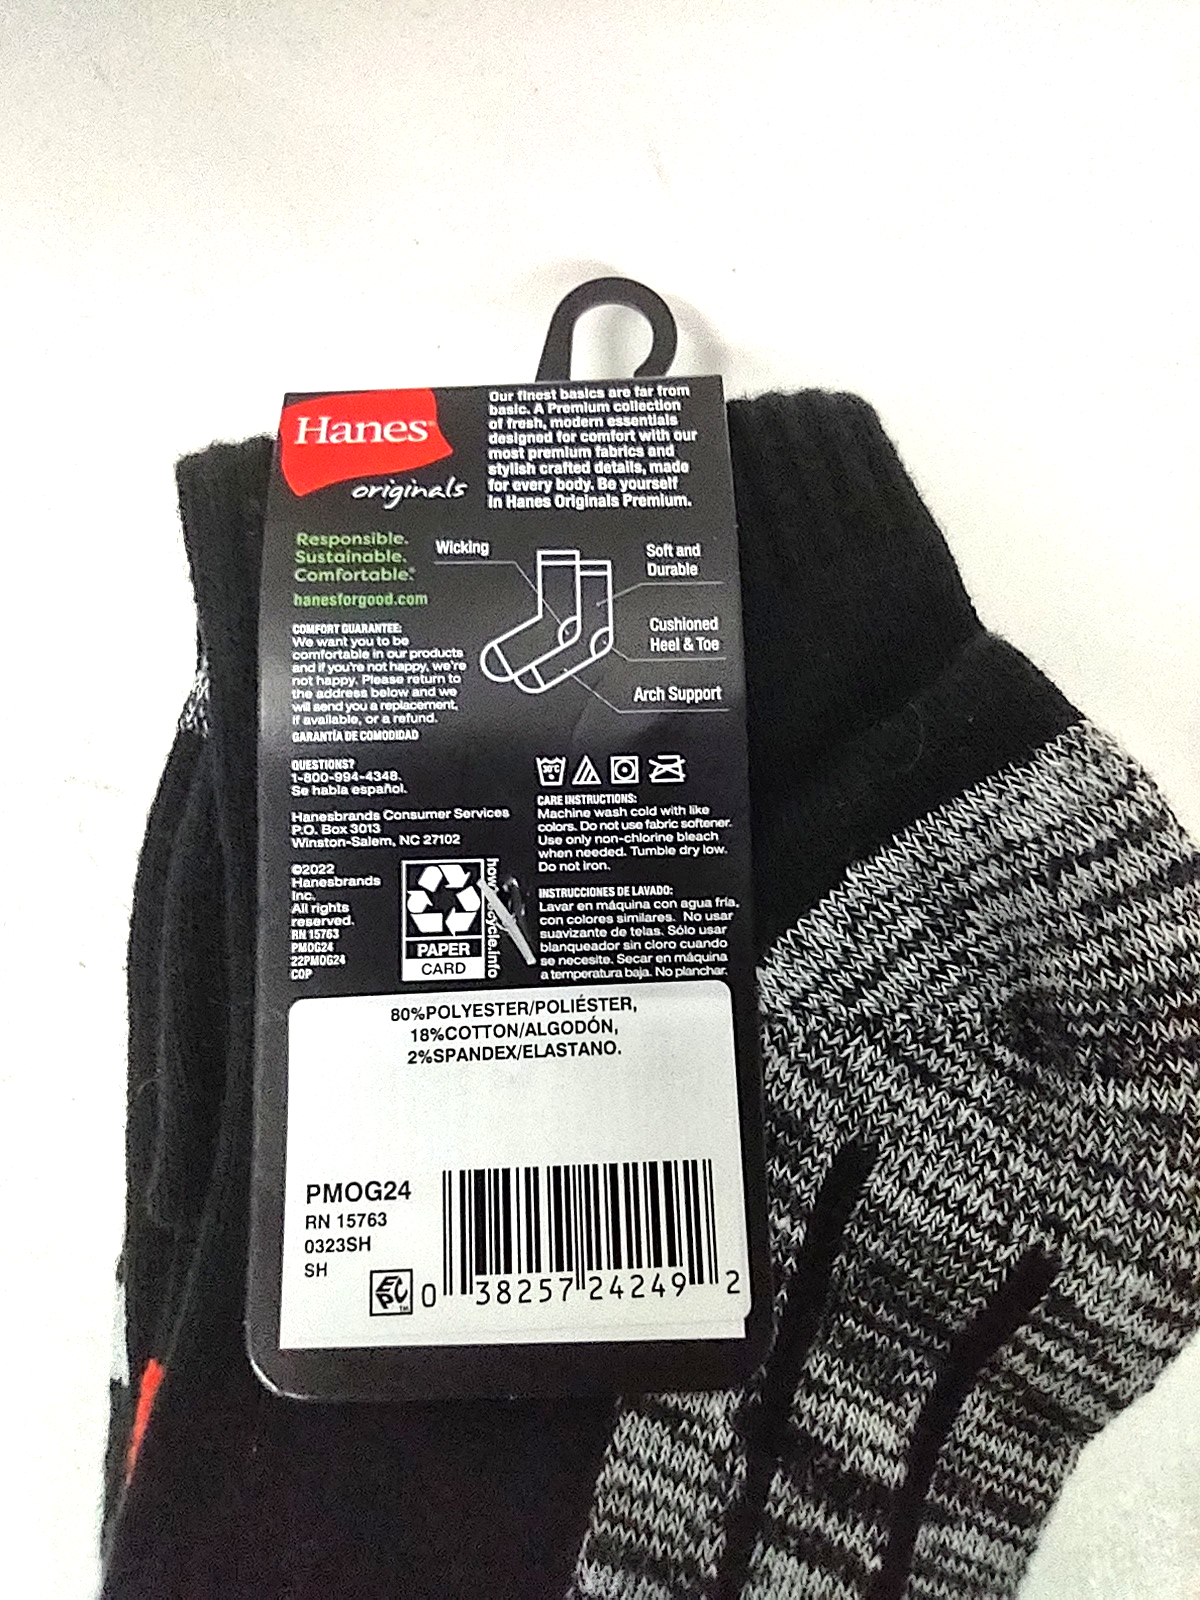 Hanes
originals
Our finest basics are far from
basic. A Premium collection
of fresh, modern essentials
designed for comfort with our
most premium fabrics and
stylish crafted details, made
for every body. Be yourself
in Hanes Originals Premium.
Responsible.
Sustainable.
Comfortable.
hanesforgood.com
Wicking
Soft and
Durable
Cushioned
Heel & Toe
Arch Support
COMFORT GUARANTEE:
We want you to be
comfortable in our products
and if you're not happy, we're
not happy. Please return to
the address below and we
will send you a replacement,
if available, or a refund.
GARANTÍA DE COMODIDAD
QUESTIONS?
1-800-994-4348.
Se habla español.
Hanesbrands Consumer Services
P.O. Box 3013
Winston-Salem, NC 27102
©2022
Hanesbrands
Inc.
All rights
reserved.
RN 15763
PMOG24
22PMOG24
COP
PAPER
CARD
30°C
CARE INSTRUCTIONS:
Machine wash cold with like
colors. Do not use fabric softener.
Use only non-chlorine bleach
when needed. Tumble dry low.
Do not iron.
INSTRUCCIONES DE LAVADO:
Lavar en máquina con agua fría,
con colores similares. No usar
suavizante de telas. Sólo usar
blanqueador sin cloro cuando
se necesite. Secar en máquina
a temperatura baja. No planchar.
80%POLYESTER/POLIÉSTER,
18%COTTON/ALGODÓN,
2%SPANDEX/ELASTANO.
PMOG24
RN 15763
0323SH
SH
EPC™
0 38257 24249 2